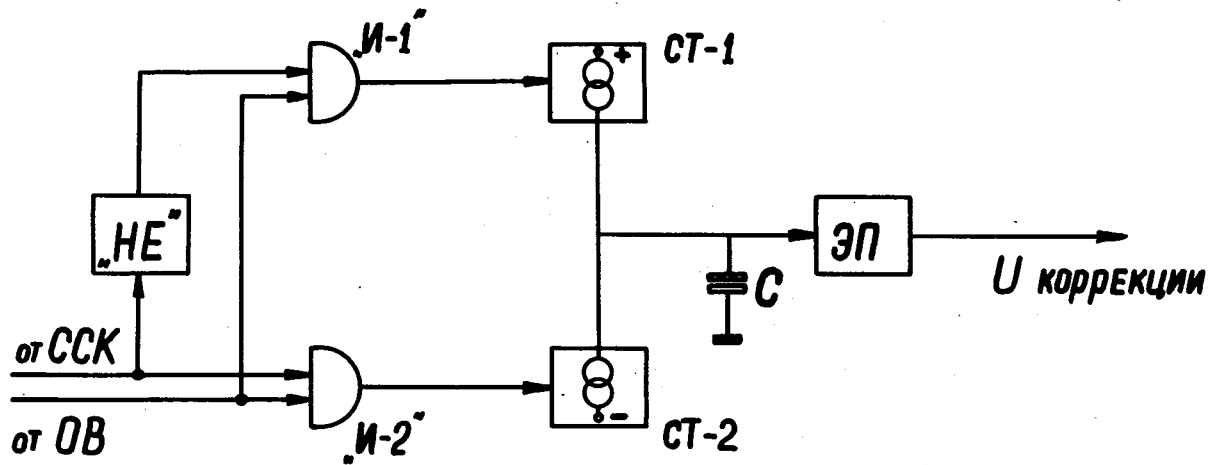 „И-1“
+
СТ-1
„НЕ“
ЭП
С
U коррекции
от ССК
от ОВ
„И-2“
-
СТ-2